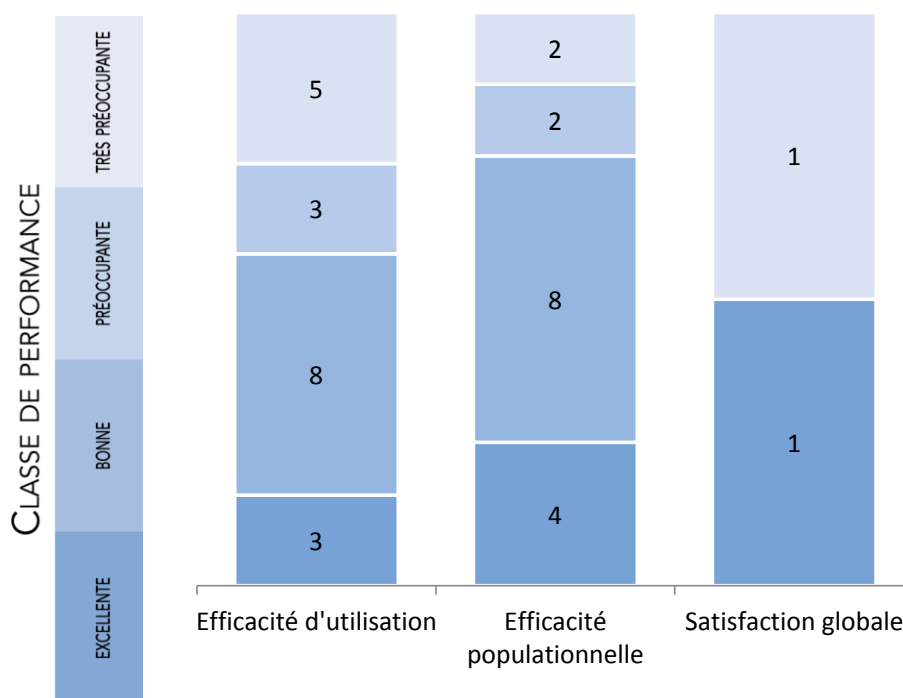 CLASSE DE PERFORMANCE
TRÈS PRÉOCCUPANTE
PRÉOCCUPANTE
BONNE
EXCELLENTE
5
3
8
3
2
2
8
4
1
1
Efficacité d'utilisation
Efficacité
populationnelle
Satisfaction globale